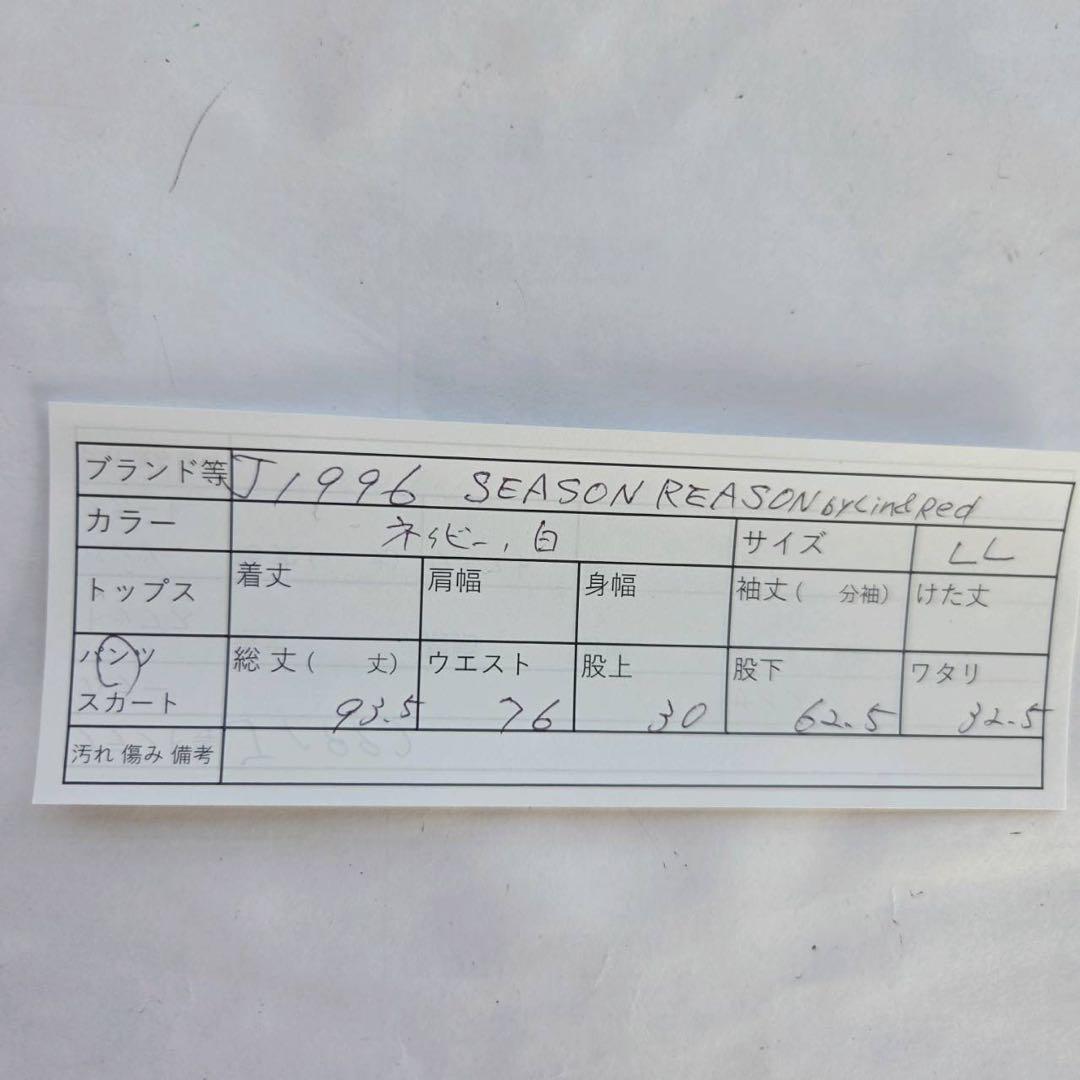 ブランド等 J1996 SEASON REASON by Lind Red
カラー ネイビー, 白 サイズ LL
トップス 着丈 肩幅 身幅 袖丈( 分袖) けた丈
パンツ 総丈( 丈) ウエスト 股上 股下 ワタリ
スカート 93.5 76 30 62.5 32.5
汚れ 傷み 備考